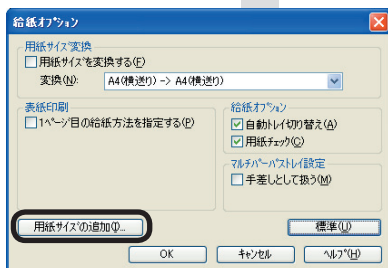 給紙オプション
用紙サイズ変換
用紙サイズを変換する(F)
変換(N): A4(横送り) -> A4(横送り)
表紙印刷
1ページ目の給紙方法を指定する(P)
給紙オプション
自動トレイ切り替え(A)
用紙チェック(C)
マルチパーパストレイ設定
手差しとして扱う(M)
用紙サイズの追加(I)...
標準(U)
OK キャンセル ヘルプ(H)